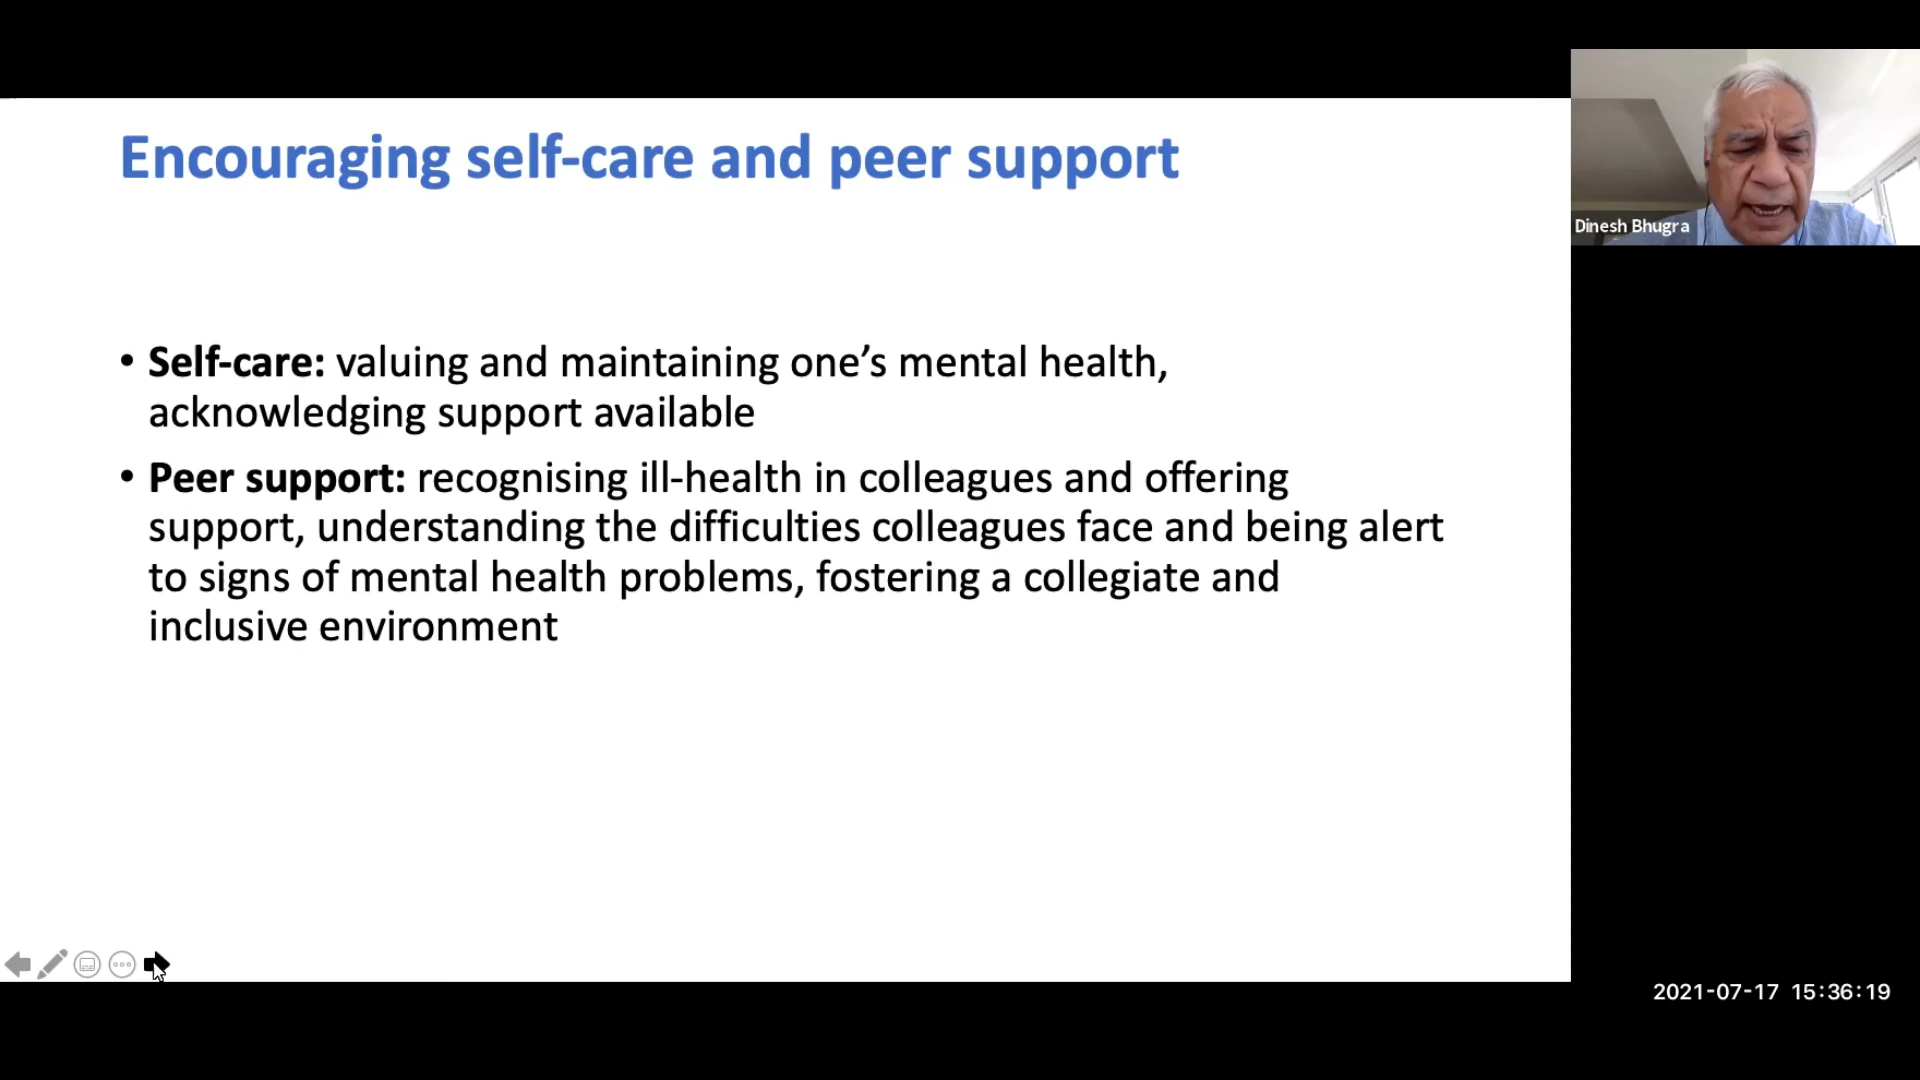 Encouraging self-care and peer support
Dinesh Bhugra
• Self-care: valuing and maintaining one’s mental health,
acknowledging support available
• Peer support: recognising ill-health in colleagues and offering
support, understanding the difficulties colleagues face and being alert
to signs of mental health problems, fostering a collegiate and
inclusive environment
2021-07-17 15:36:19